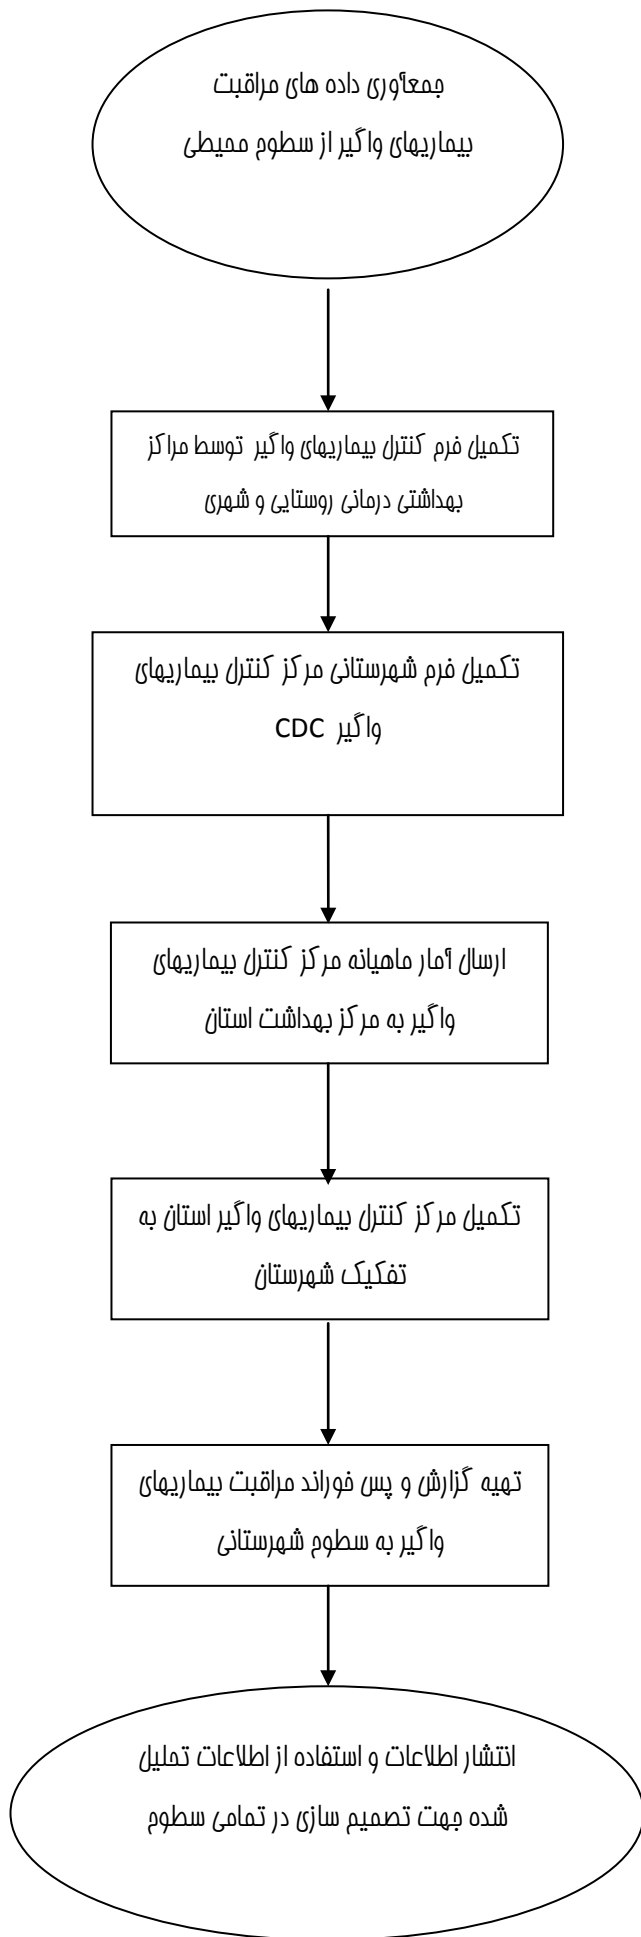 جمعآوری داده های مراقبت
بیماریهای واگیر از سطوح محیطی
تکمیل فرم کنترل بیماریهای واگیر توسط مراکز
بهداشتی درمانی روستایی و شهری
تکمیل فرم شهرستانی مرکز کنترل بیماریهای
واگیر CDC
ارسال آمار ماهیانه مرکز کنترل بیماریهای
واگیر به مرکز بهداشت استان
تکمیل مرکز کنترل بیماریهای واگیر استان به
تفکیک شهرستان
تهیه گزارش و پس خوراند مراقبت بیماریهای
واگیر به سطوح شهرستانی
انتشار اطلاعات و استفاده از اطلاعات تحلیل
شده جهت تصمیم سازی در تمامی سطوح